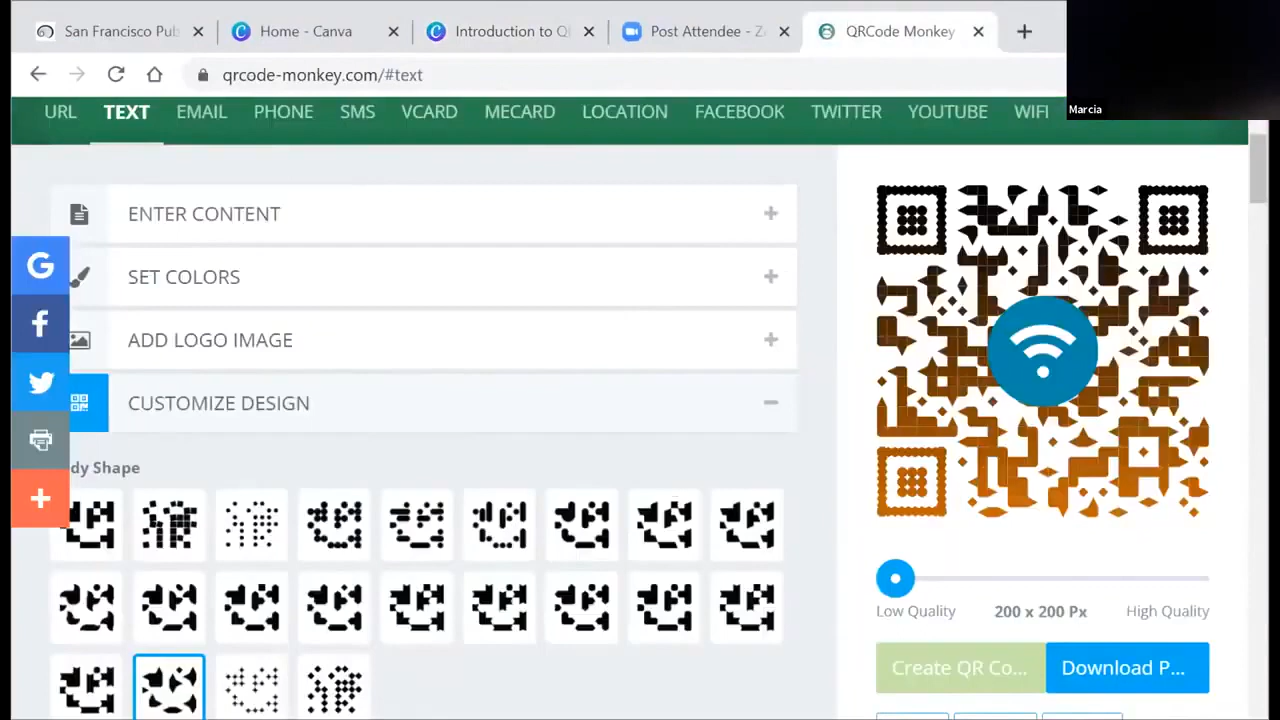 San Francisco Pub
Home - Canva
Introduction to Q
Post Attendee - Z
QRCode Monkey
qrcode-monkey.com/#text
Marcia
URL TEXT EMAIL PHONE SMS VCARD MECARD LOCATION FACEBOOK TWITTER YOUTUBE WIFI
ENTER CONTENT
SET COLORS
ADD LOGO IMAGE
CUSTOMIZE DESIGN
dy Shape
Low Quality 200 x 200 Px High Quality
Create QR Co... Download P...